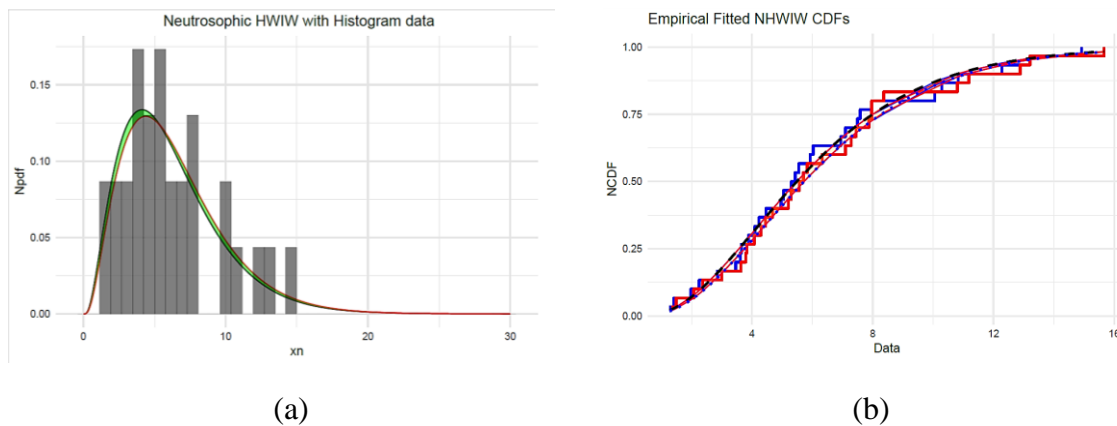 Neutrosophic HWIW with Histogram data
Npdf
0.15
0.10
0.05
0.00
0
10
20
30
xn
(a)
Empirical Fitted NHWIW CDFs
NCDF
1.00
0.75
0.50
0.25
0.00
4
8
12
16
Data
(b)